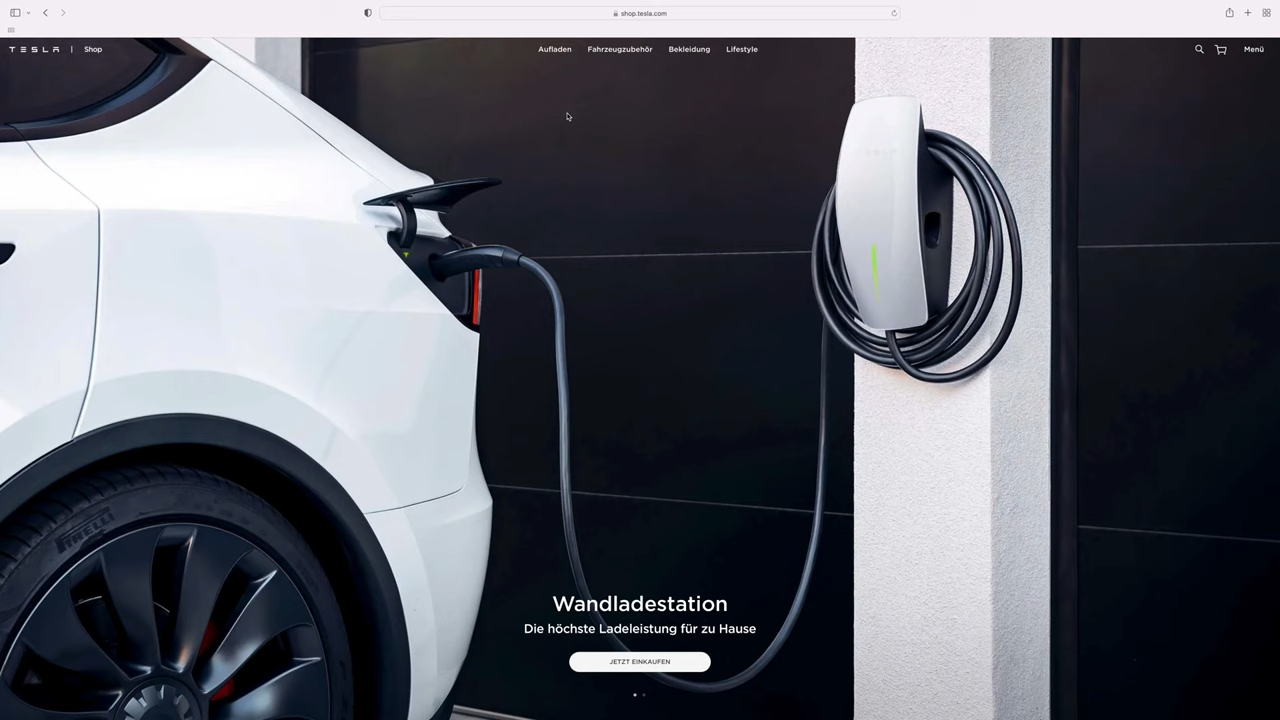 shop.tesla.com
TESLA | Shop
Aufladen Fahrzeugzubehör Bekleidung Lifestyle
Menü
PIRELLI
Wandladestation
Die höchste Ladeleistung für zu Hause
JETZT EINKAUFEN